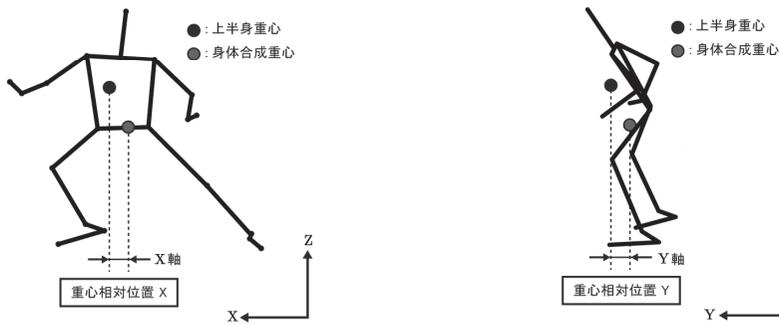 ●：上半身重心
●：身体合成重心
X 軸
重心相対位置 X
Z
X
●：上半身重心
●：身体合成重心
Y 軸
重心相対位置 Y
Y